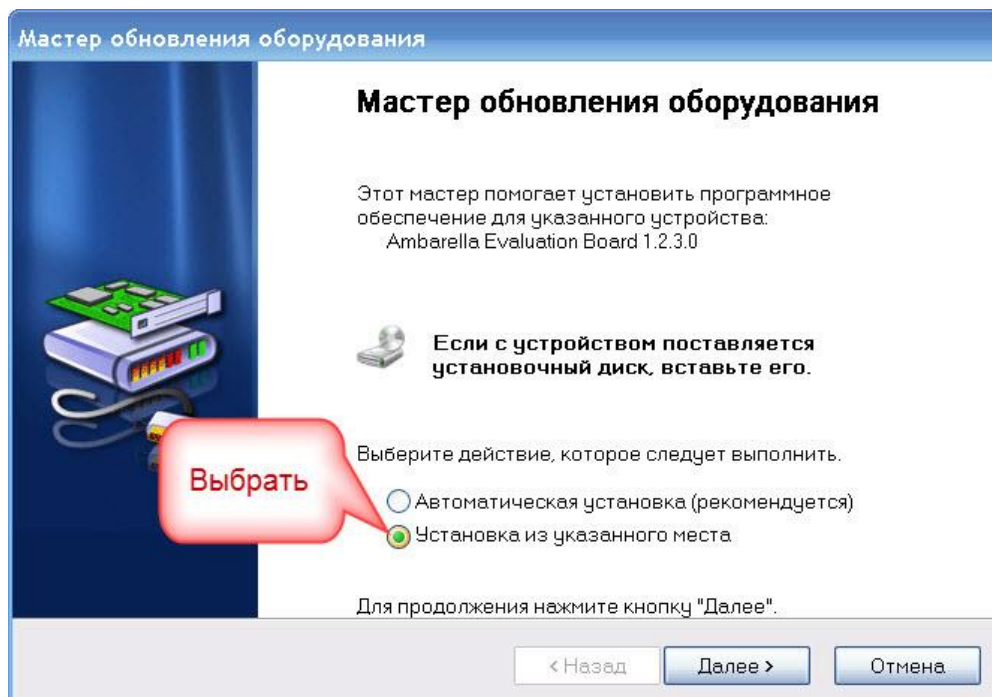 Мастер обновления оборудования
Мастер обновления оборудования
Этот мастер помогает установить программное
обеспечение для указанного устройства:
Ambarella Evaluation Board 1.2.3.0
Если с устройством поставляется
установочный диск, вставьте его.
Выберите действие, которое следует выполнить.
Выбрать
Автоматическая установка (рекомендуется)
Установка из указанного места
Для продолжения нажмите кнопку "Далее".
< Назад Далее > Отмена